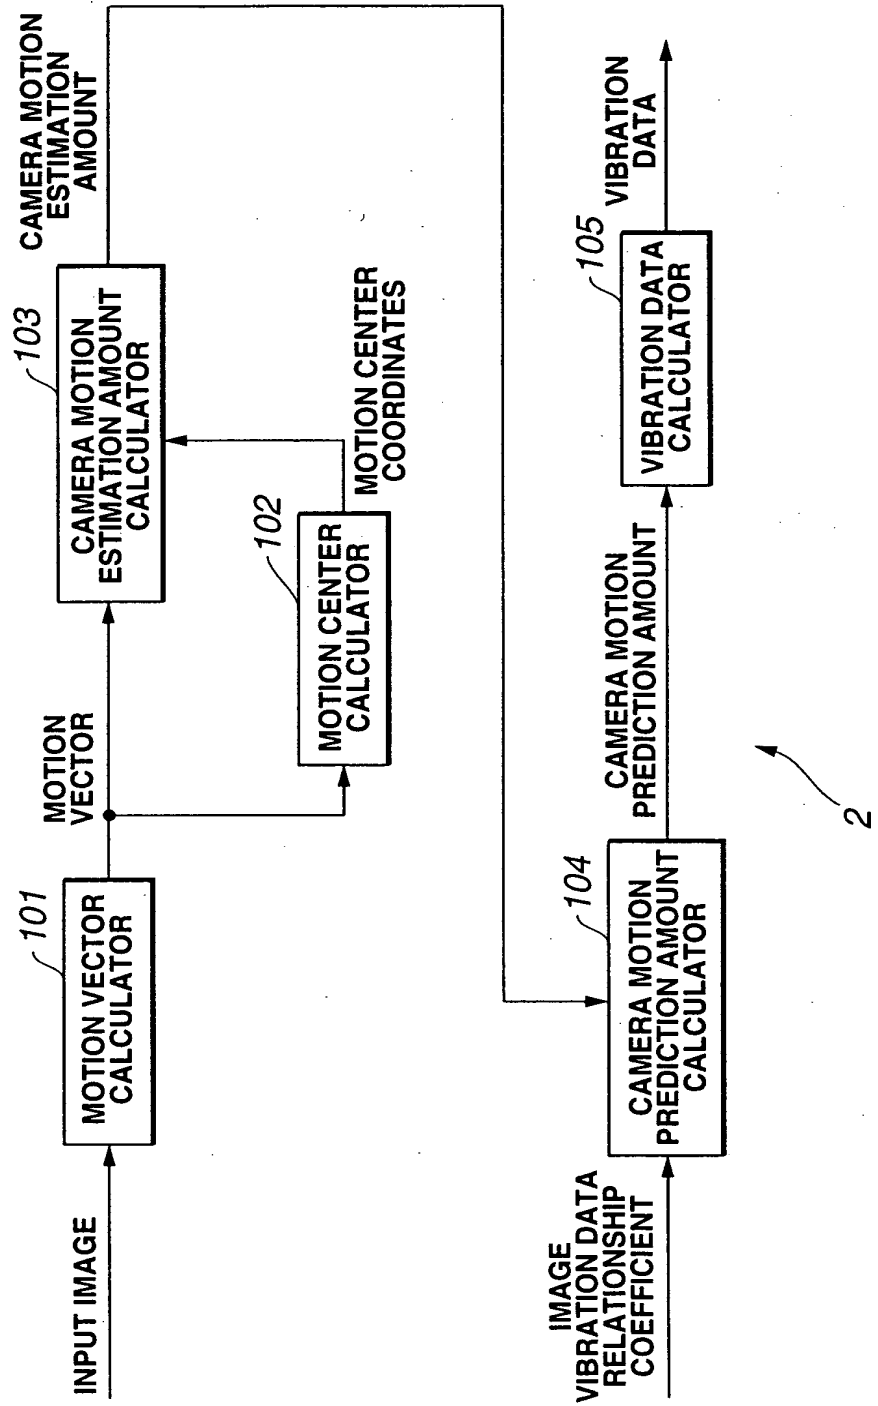 INPUT IMAGE
101
MOTION VECTOR
CALCULATOR
MOTION
VECTOR
102
MOTION CENTER
CALCULATOR
MOTION CENTER
COORDINATES
103
CAMERA MOTION
ESTIMATION AMOUNT
CALCULATOR
CAMERA MOTION
ESTIMATION
AMOUNT
IMAGE
VIBRATION DATA
RELATIONSHIP
COEFFICIENT
104
CAMERA MOTION
PREDICTION AMOUNT
CALCULATOR
CAMERA MOTION
PREDICTION AMOUNT
105
VIBRATION DATA
CALCULATOR
VIBRATION
DATA
2